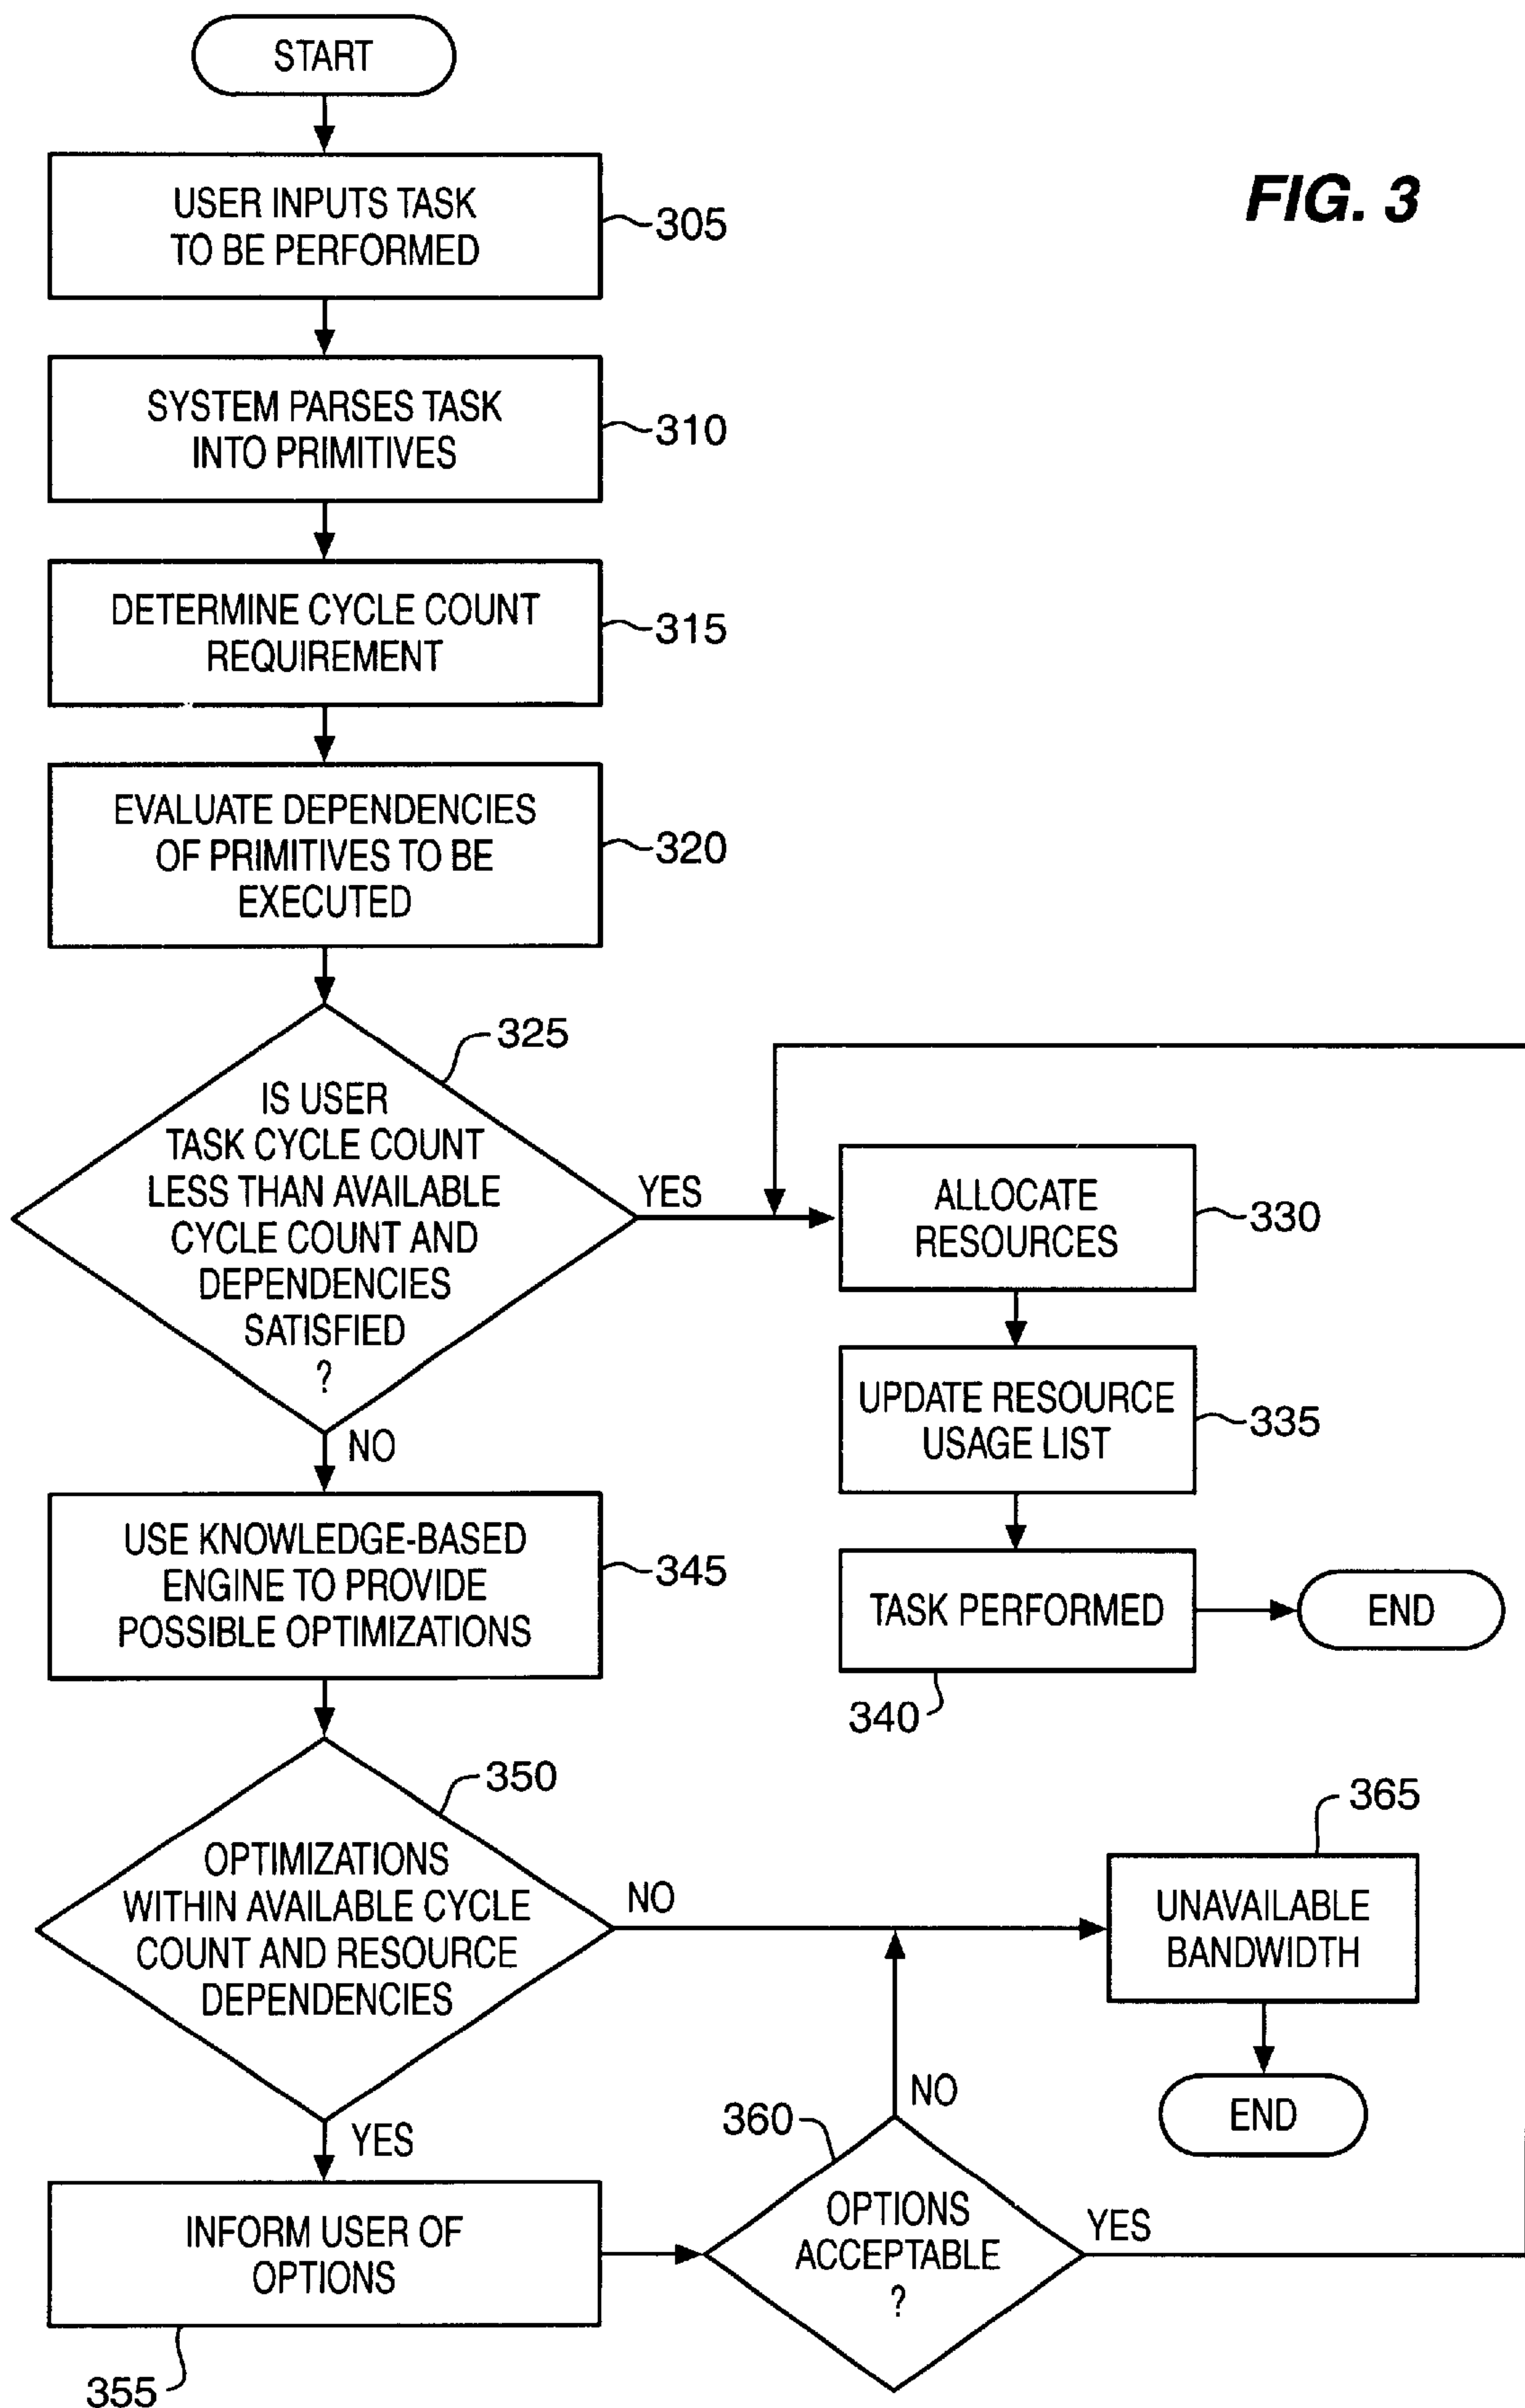 START
FIG. 3
USER INPUTS TASK
TO BE PERFORMED
305
SYSTEM PARSES TASK
INTO PRIMITIVES
310
DETERMINE CYCLE COUNT
REQUIREMENT
315
EVALUATE DEPENDENCIES
OF PRIMITIVES TO BE
EXECUTED
320
325
IS USER
TASK CYCLE COUNT
LESS THAN AVAILABLE
CYCLE COUNT AND
DEPENDENCIES
SATISFIED
?
YES
NO
ALLOCATE
RESOURCES
330
UPDATE RESOURCE
USAGE LIST
335
TASK PERFORMED
340
END
USE KNOWLEDGE-BASED
ENGINE TO PROVIDE
POSSIBLE OPTIMIZATIONS
345
350
OPTIMIZATIONS
WITHIN AVAILABLE CYCLE
COUNT AND RESOURCE
DEPENDENCIES
NO
YES
365
UNAVAILABLE
BANDWIDTH
END
INFORM USER OF
OPTIONS
355
360
OPTIONS
ACCEPTABLE
?
NO
YES